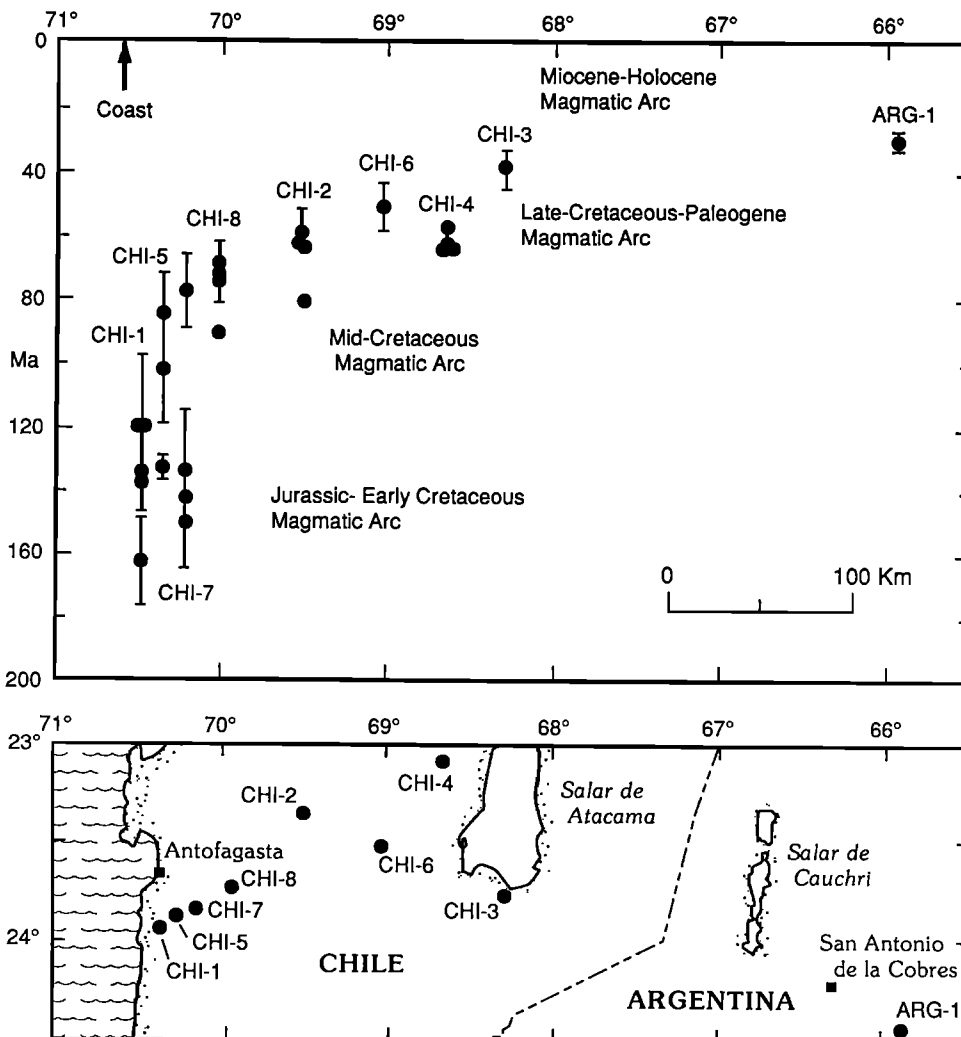 71° 70° 69° 68° 67° 66°
0
Miocene-Holocene
Magmatic Arc
Coast
ARG-1
CHI-3
40
CHI-6
CHI-2
CHI-4
Late-Cretaceous-Paleogene
Magmatic Arc
CHI-8
CHI-5
80
CHI-1
Mid-Cretaceous
Magmatic Arc
Ma
120
Jurassic- Early Cretaceous
Magmatic Arc
160
0 100 Km
CHI-7
200
71° 70° 69° 68° 67° 66°
23°
CHI-4
CHI-2
Salar de
Atacama
Antofagasta
CHI-6
Salar de
Cauchri
CHI-8
CHI-7
CHI-3
CHI-5
24°
CHI-1
CHILE
San Antonio
de la Cobres
ARGENTINA
ARG-1